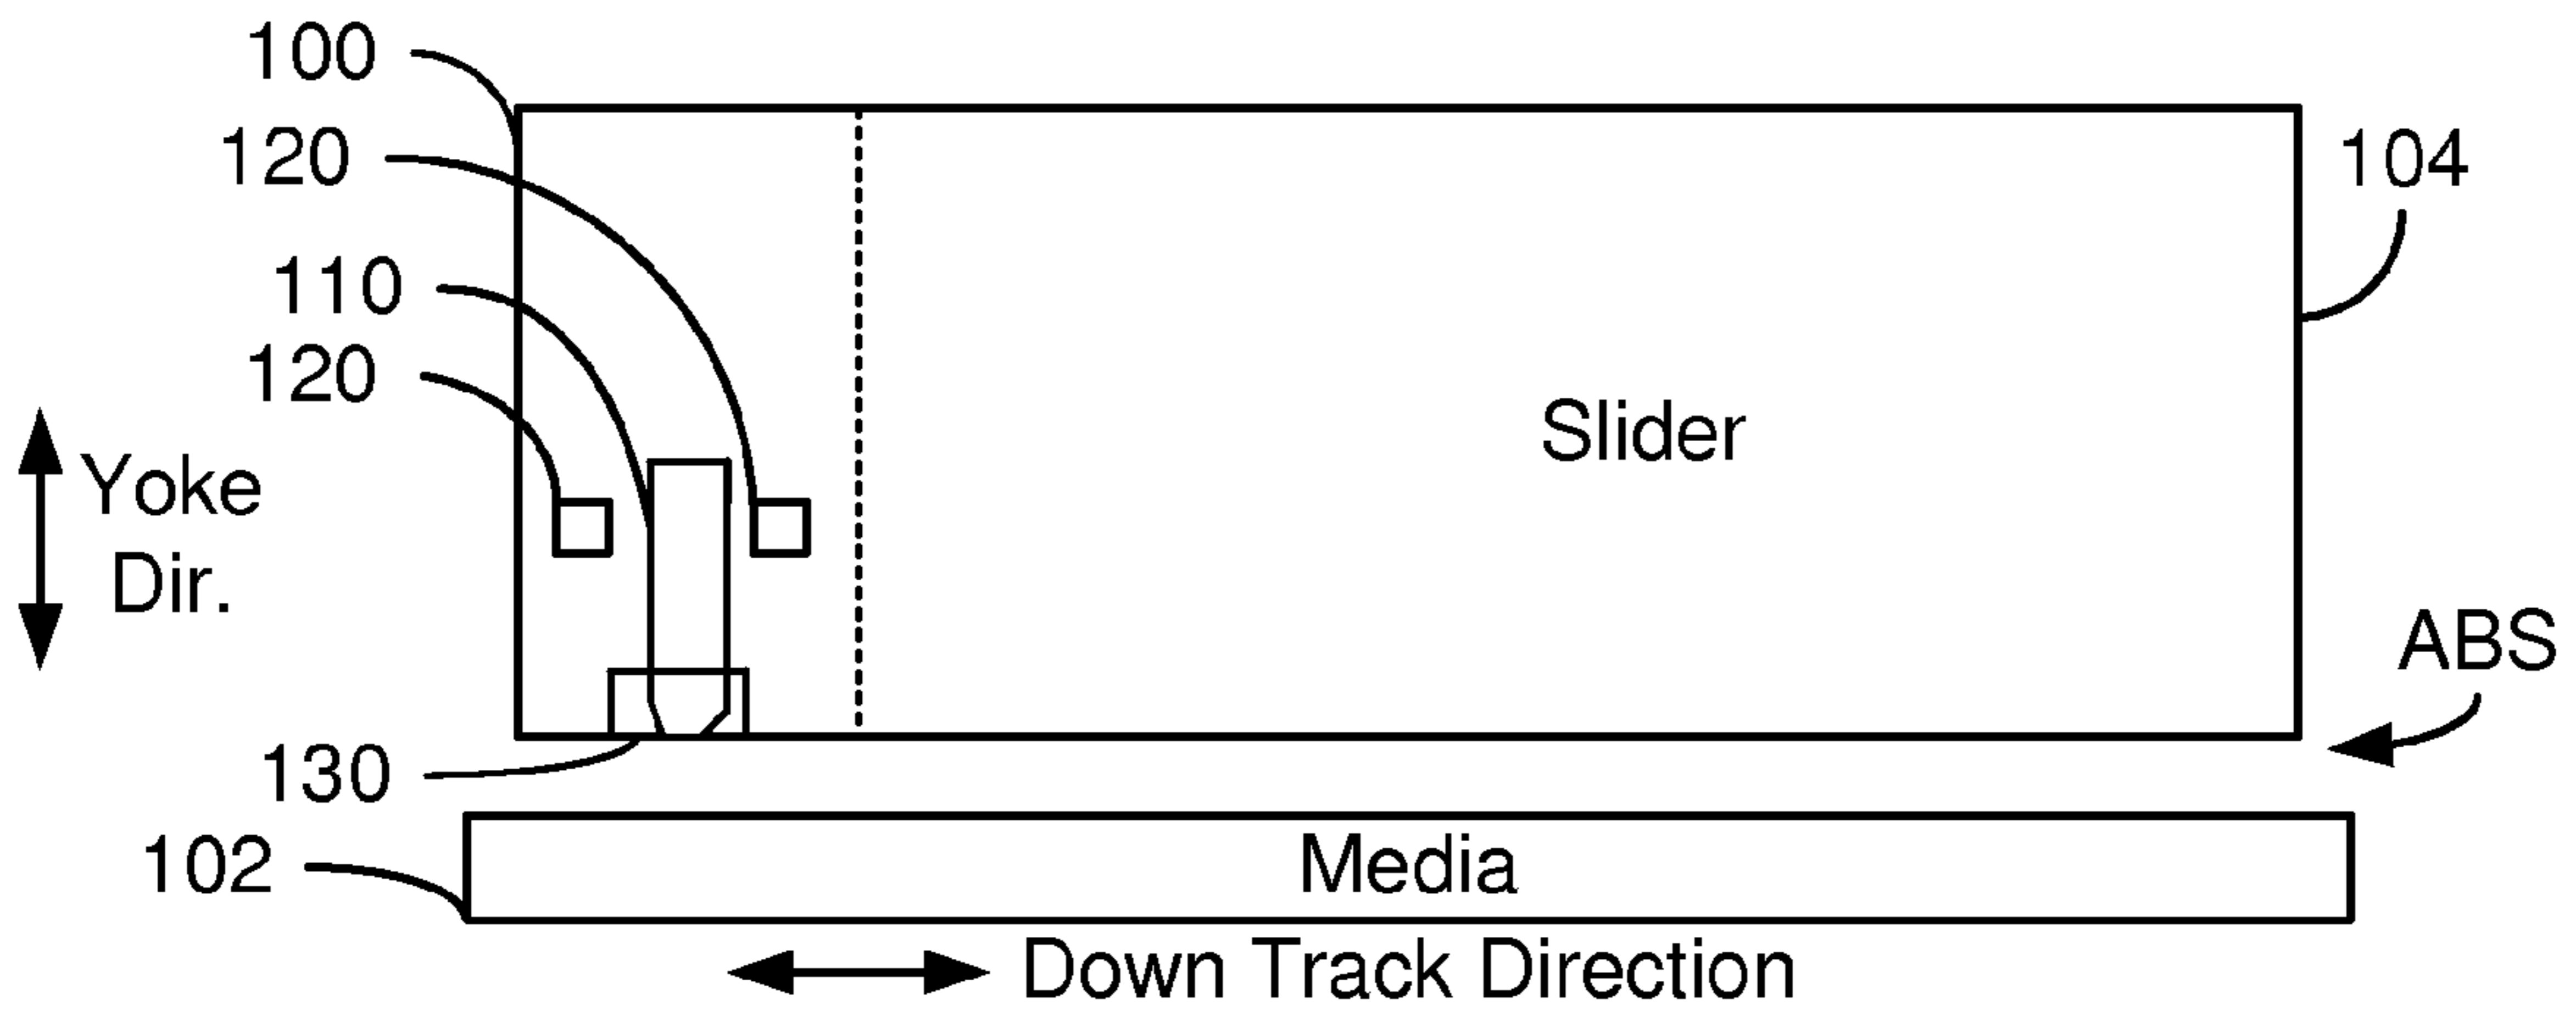 100
120
104
110
120
Slider
Yoke
Dir.
ABS
130
102
Media
Down Track Direction